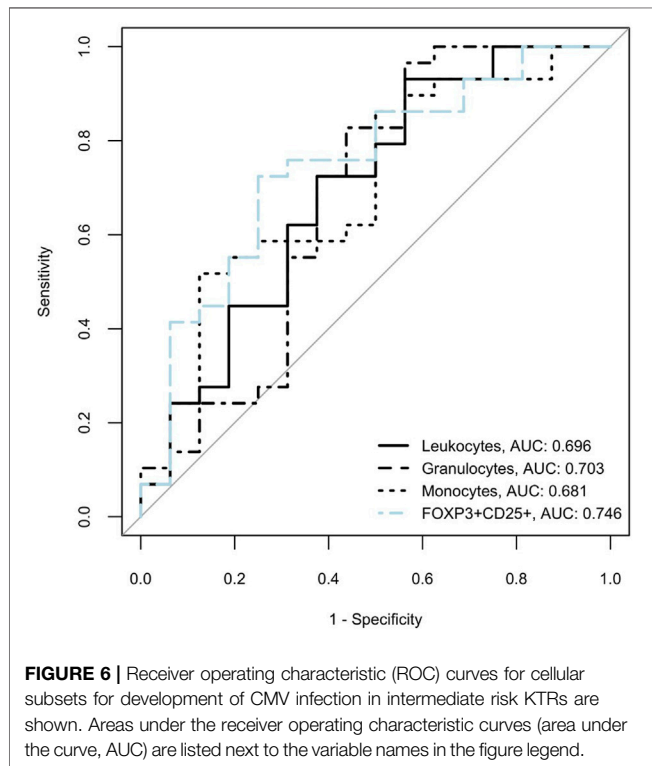 1.0
0.8
0.6
0.4
0.2
0.0
Sensitivity
Leukocytes, AUC: 0.696
Granulocytes, AUC: 0.703
Monocytes, AUC: 0.681
FOXP3+CD25+, AUC: 0.746
0.0 0.2 0.4 0.6 0.8 1.0
1 - Specificity
FIGURE 6 | Receiver operating characteristic (ROC) curves for cellular
subsets for development of CMV infection in intermediate risk KTRs are
shown. Areas under the receiver operating characteristic curves (area under
the curve, AUC) are listed next to the variable names in the figure legend.